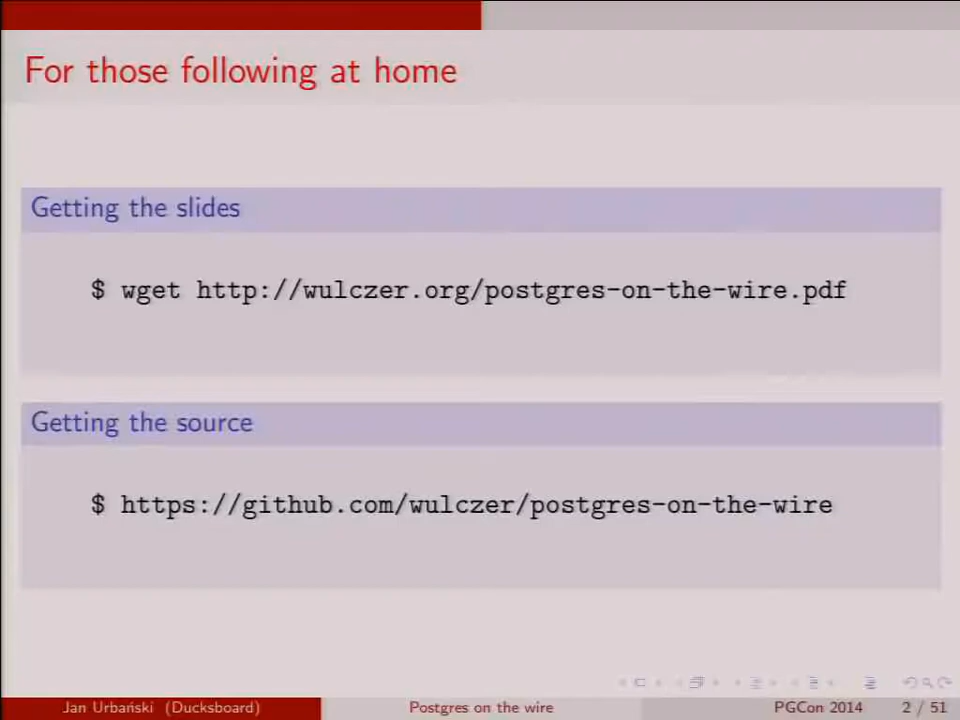 For those following at home
Getting the slides
$ wget http://wulczer.org/postgres-on-the-wire.pdf
Getting the source
$ https://github.com/wulczer/postgres-on-the-wire
Jan Urbański (Ducksboard) Postgres on the wire PGCon 2014 2 / 51